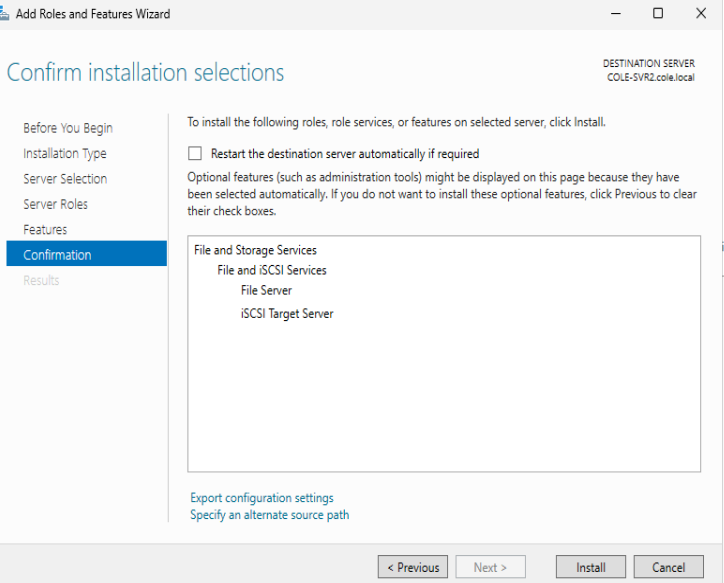 Add Roles and Features Wizard
Confirm installation selections
DESTINATION SERVER
COLE-SVR2.cole.local
Before You Begin
Installation Type
Server Selection
Server Roles
Features
Confirmation
Results
To install the following roles, role services, or features on selected server, click Install.
Restart the destination server automatically if required
Optional features (such as administration tools) might be displayed on this page because they have
been selected automatically. If you do not want to install these optional features, click Previous to clear
their check boxes.
File and Storage Services
File and iSCSI Services
File Server
iSCSI Target Server
Export configuration settings
Specify an alternate source path
< Previous
Next >
Install
Cancel